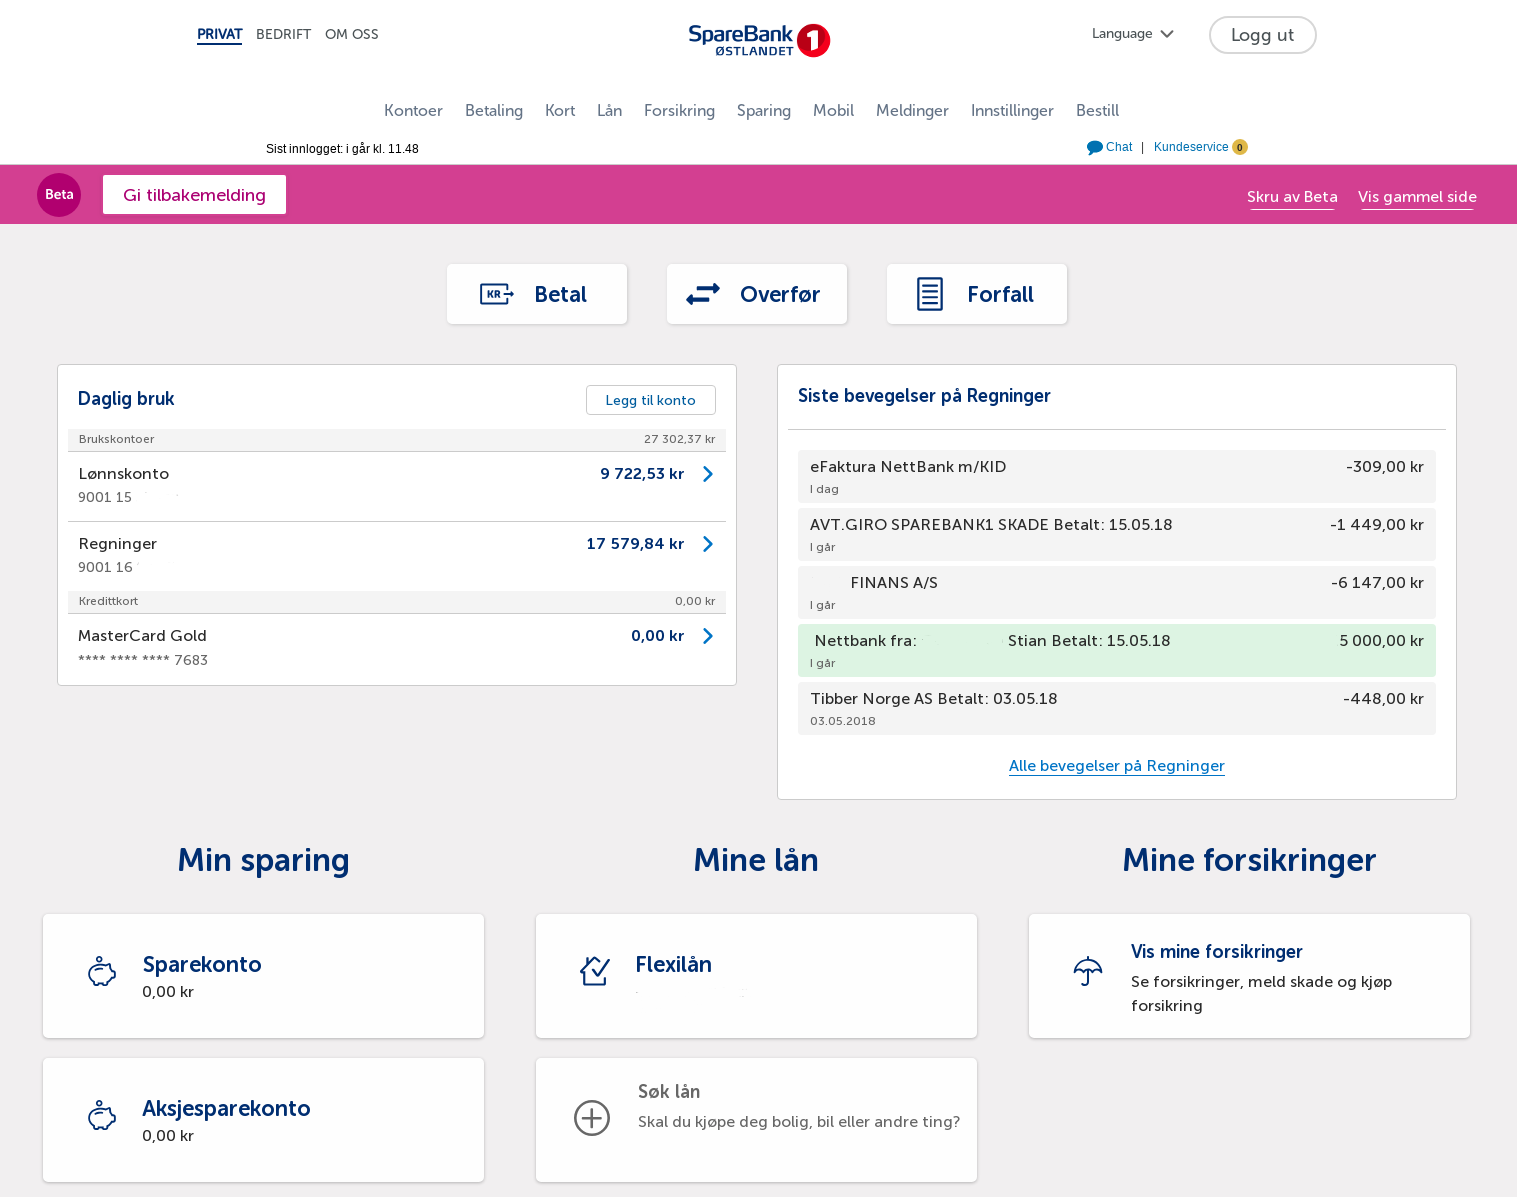 PRIVAT BEDRIFT OM OSS
SpareBank 1
ØSTLANDET
Language
Logg ut
Kontoer Betaling Kort Lån Forsikring Sparing Mobil Meldinger Innstillinger Bestill
Sist innlogget: i går kl. 11.48
Chat | Kundeservice 0
Beta
Gi tilbakemelding
Skru av Beta
Vis gammel side
KR Betal
Overfør
Forfall
Daglig bruk
Legg til konto
Brukskontoer 27 302,37 kr
Lønnskonto 9 722,53 kr
9001 15
Regninger 17 579,84 kr
9001 16
Kredittkort 0,00 kr
MasterCard Gold 0,00 kr
**** **** **** 7683
Siste bevegelser på Regninger
eFaktura NettBank m/KID -309,00 kr
I dag
AVT.GIRO SPAREBANK1 SKADE Betalt: 15.05.18 -1 449,00 kr
I går
FINANS A/S -6 147,00 kr
I går
Nettbank fra: Stian Betalt: 15.05.18 5 000,00 kr
I går
Tibber Norge AS Betalt: 03.05.18 -448,00 kr
03.05.2018
Alle bevegelser på Regninger
Min sparing
Sparekonto
0,00 kr
Aksjesparekonto
0,00 kr
Mine lån
Flexilån
Søk lån
Skal du kjøpe deg bolig, bil eller andre ting?
Mine forsikringer
Vis mine forsikringer
Se forsikringer, meld skade og kjøp
forsikring